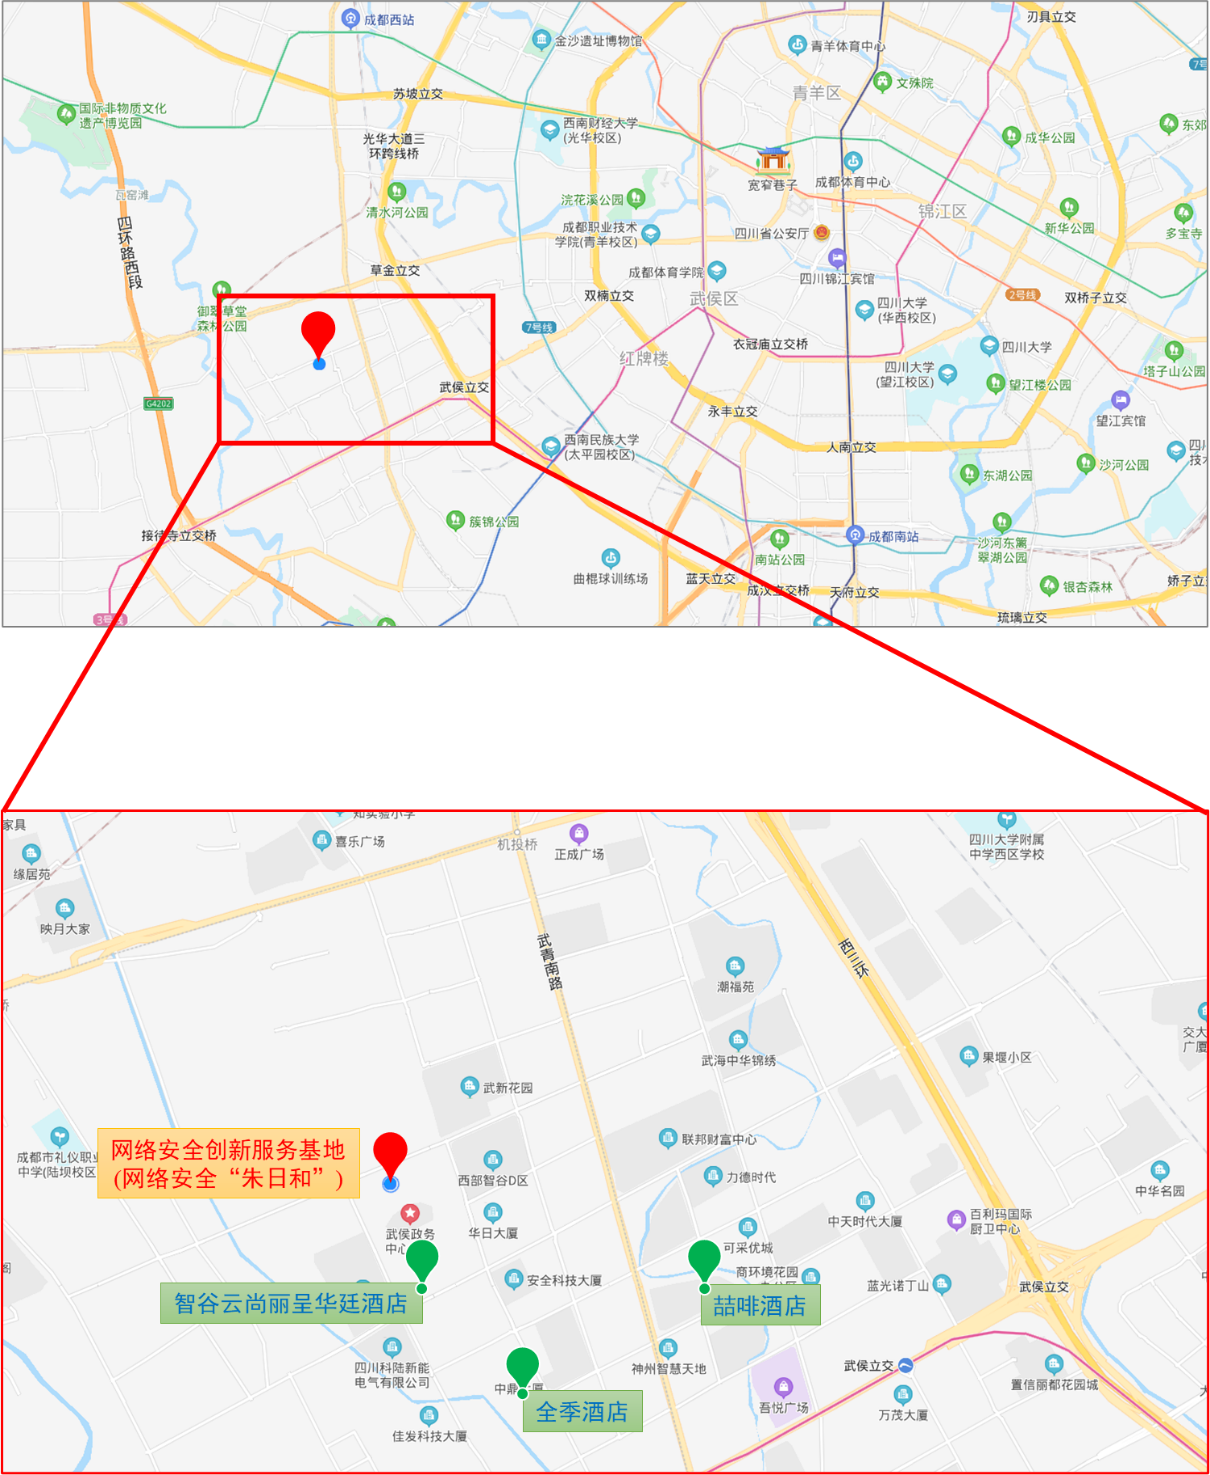 成都西站
刃具立交
金沙遗址博物馆
青羊体育中心
7号
文殊院
青羊区
苏坡立交
国际非物质文化
遗产博览园
西南财经大学
(光华校区)
东郊
光华大道三
环跨线桥
成华公园
宽窄巷子
成都体育中心
瓦窑滩
清水河公园
浣花溪公园
锦江区
四环路西段
成都职业技术
学院(青羊校区)
四川省公安厅
新华公园
多宝寺
草金立交
成都体育学院
四川锦江宾馆
御翠草堂
森林公园
双楠立交
武侯区
2号线
双桥子立交
四川大学
(华西校区)
7号线
衣冠庙立交桥
四川大学
红牌楼
四川大学
(望江校区)
塔子山公园
武侯立交
望江楼公园
G4202
永丰立交
望江宾馆
西南民族大学
(太平园校区)
人南立交
四川
技术
沙河公园
东湖公园
簇锦公园
接待寺立交桥
成都南站
沙河东篱
翠湖公园
南站公园
曲棍球训练场
蓝天立交
成汉立交桥
天府立交
银杏森林
娇子立
3号线
琉璃立交
家具
知实验小学
喜乐广场
机投桥
正成广场
四川大学附属
中学西区学校
缘居苑
映月大家
武青南路
西三环
潮福苑
桥
交大
广厦
武海中华锦绣
果堰小区
武新花园
联邦财富中心
成都市礼仪职业
中学(陆坝校区
网络安全创新服务基地
(网络安全“朱日和”)
西部智谷D区
力德时代
中华名园
武侯政务
中心
华日大厦
中天时代大厦
百利玛国际
厨卫中心
可采优城
阁
安全科技大厦
商环境花园
蓝光诺丁山
武侯立交
智谷云尚丽呈华廷酒店
喆啡酒店
四川科陆新能
电气有限公司
神州智慧天地
武侯立交
置信丽都花园城
中鼎大厦
吾悦广场
万茂大厦
全季酒店
佳发科技大厦